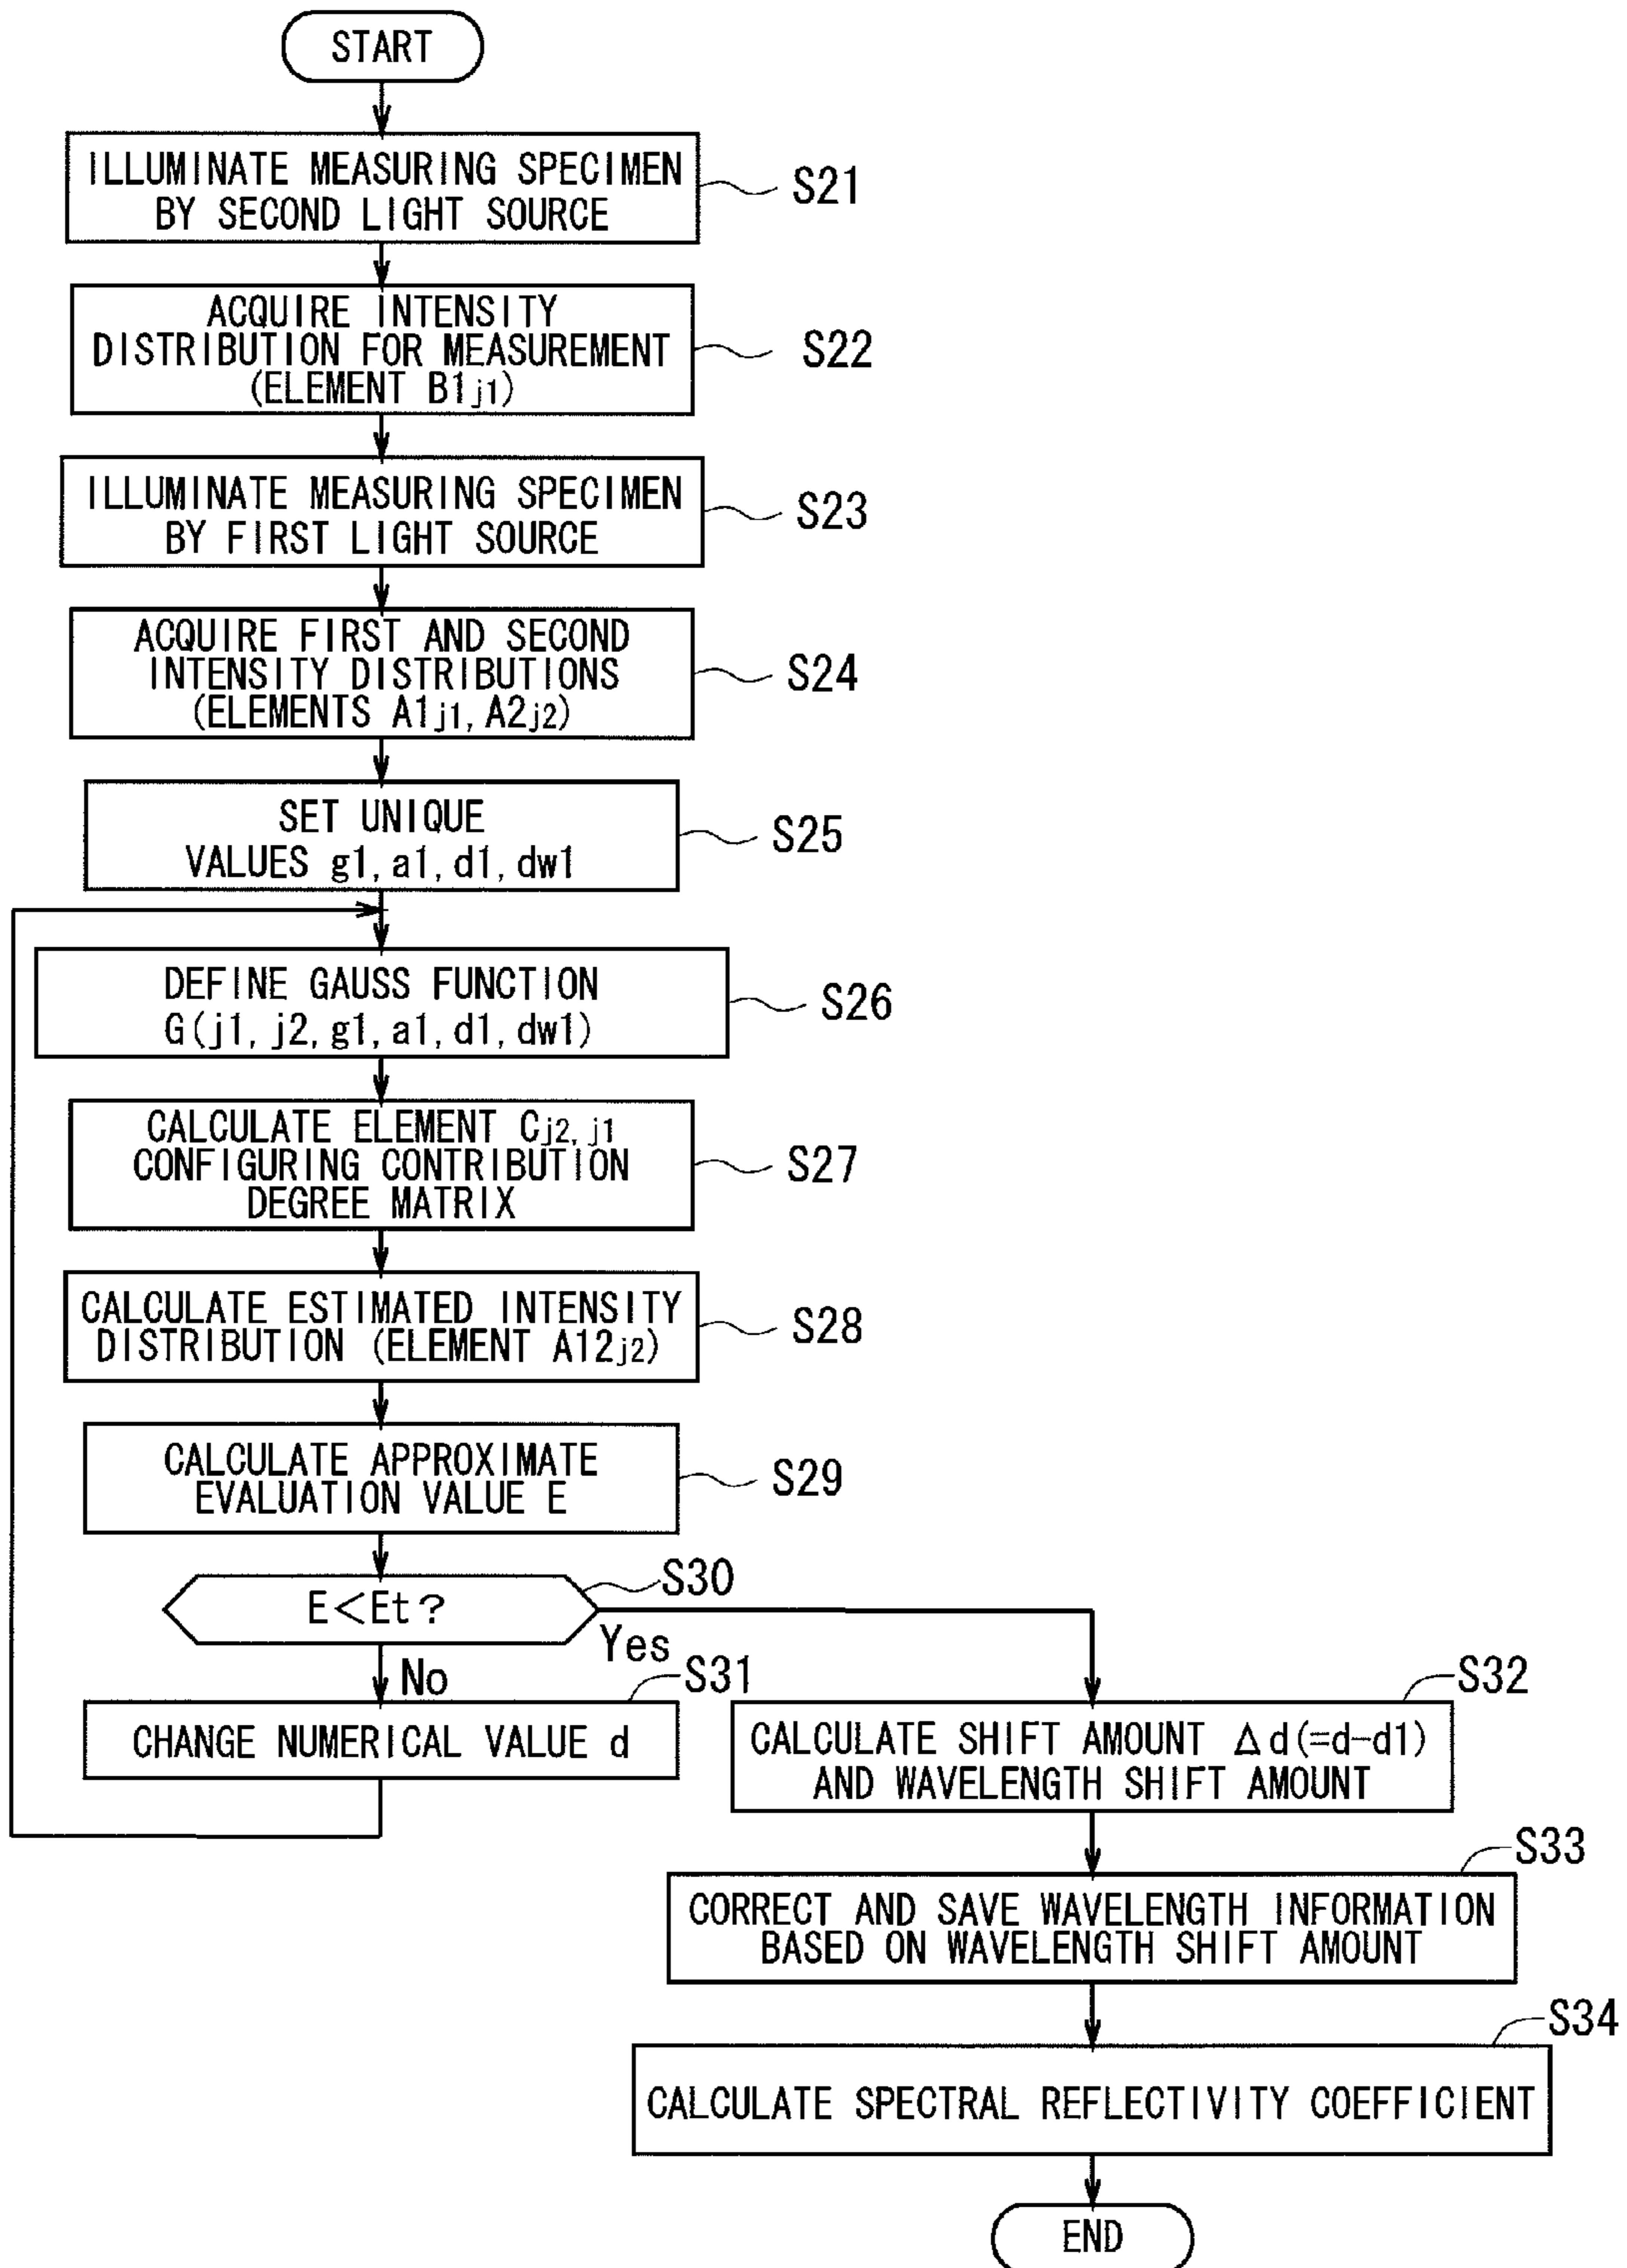 START
ILLUMINATE MEASURING SPECIMEN
BY SECOND LIGHT SOURCE
S21
ACQUIRE INTENSITY
DISTRIBUTION FOR MEASUREMENT
(ELEMENT B1j1)
S22
ILLUMINATE MEASURING SPECIMEN
BY FIRST LIGHT SOURCE
S23
ACQUIRE FIRST AND SECOND
INTENSITY DISTRIBUTIONS
(ELEMENTS A1j1, A2j2)
S24
SET UNIQUE
VALUES g1, a1, d1, dw1
S25
DEFINE GAUSS FUNCTION
G(j1, j2, g1, a1, d1, dw1)
S26
CALCULATE ELEMENT Cj2, j1
CONFIGURING CONTRIBUTION
DEGREE MATRIX
S27
CALCULATE ESTIMATED INTENSITY
DISTRIBUTION (ELEMENT A12j2)
S28
CALCULATE APPROXIMATE
EVALUATION VALUE E
S29
E<Et?
S30
Yes
No
S31
CHANGE NUMERICAL VALUE d
S32
CALCULATE SHIFT AMOUNT Δd(=d-d1)
AND WAVELENGTH SHIFT AMOUNT
S33
CORRECT AND SAVE WAVELENGTH INFORMATION
BASED ON WAVELENGTH SHIFT AMOUNT
S34
CALCULATE SPECTRAL REFLECTIVITY COEFFICIENT
END